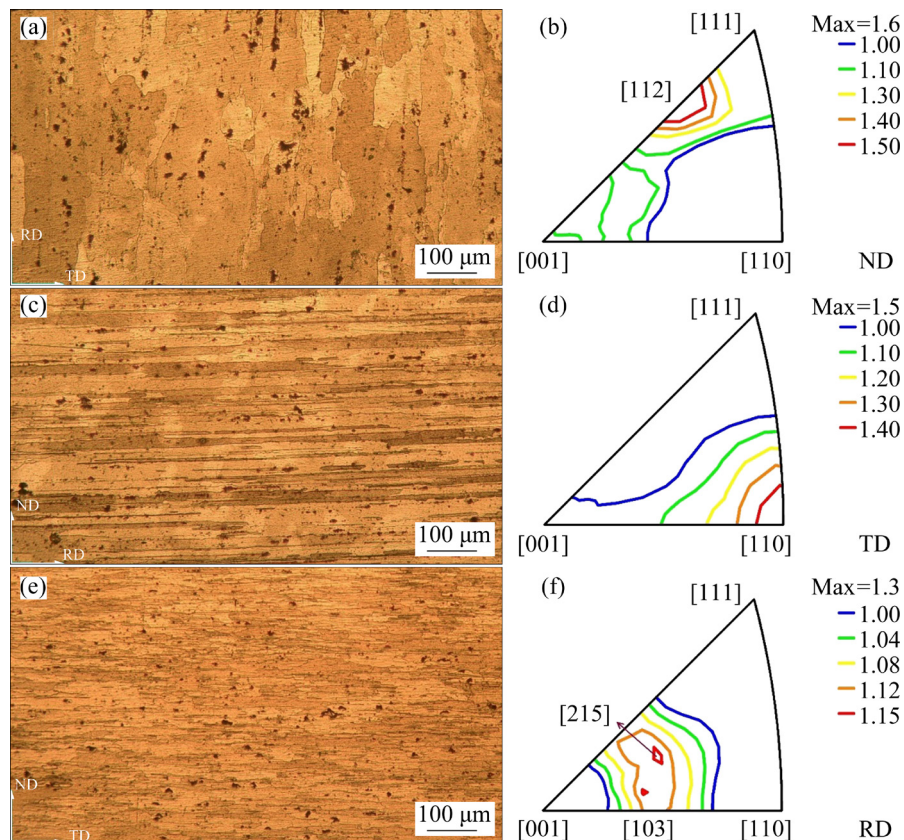 (a)
RD
TD
100 μm
(b)
[111]
[112]
[001]
[110]
ND
Max=1.6
1.00
1.10
1.30
1.40
1.50
(c)
ND
RD
100 μm
(d)
[111]
[001]
[110]
TD
Max=1.5
1.00
1.10
1.20
1.30
1.40
(e)
ND
TD
100 μm
(f)
[111]
[215]
[001]
[103]
[110]
RD
Max=1.3
1.00
1.04
1.08
1.12
1.15